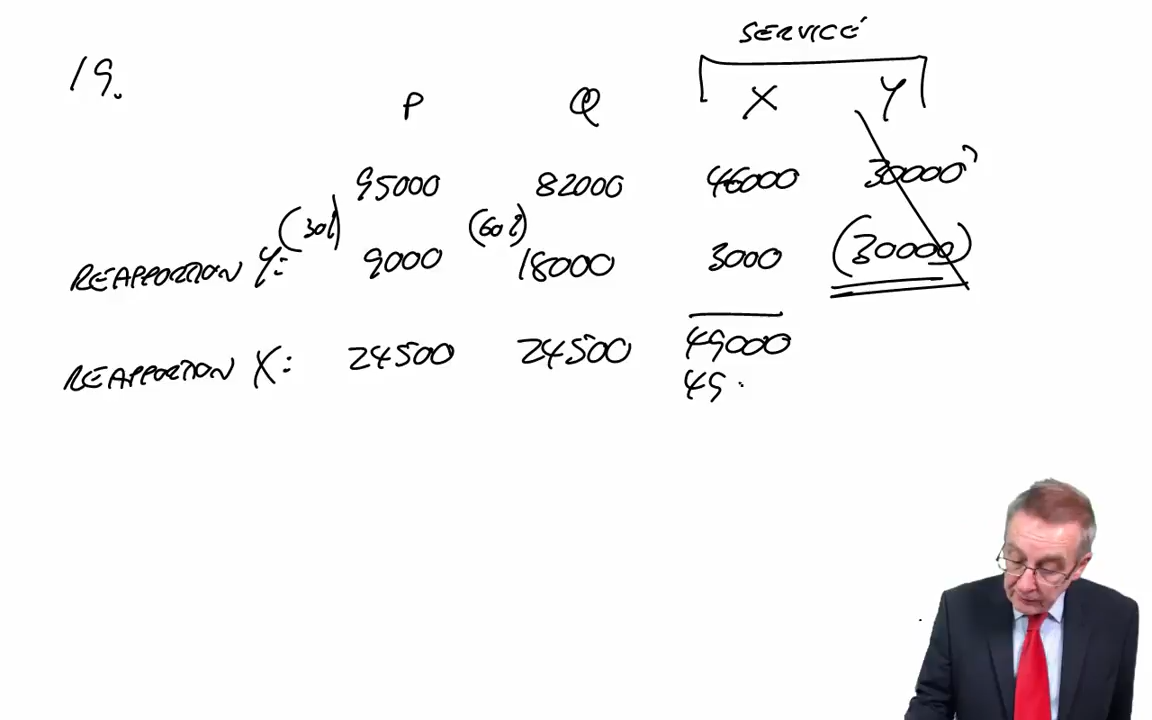 SERVICE
19.
P Q X Y
95000 82000 46000 30000
(30%) (60%)
REAPPORTION Y: 9000 18000 3000 (30000)
REAPPORTION X: 24500 24500 49000
49